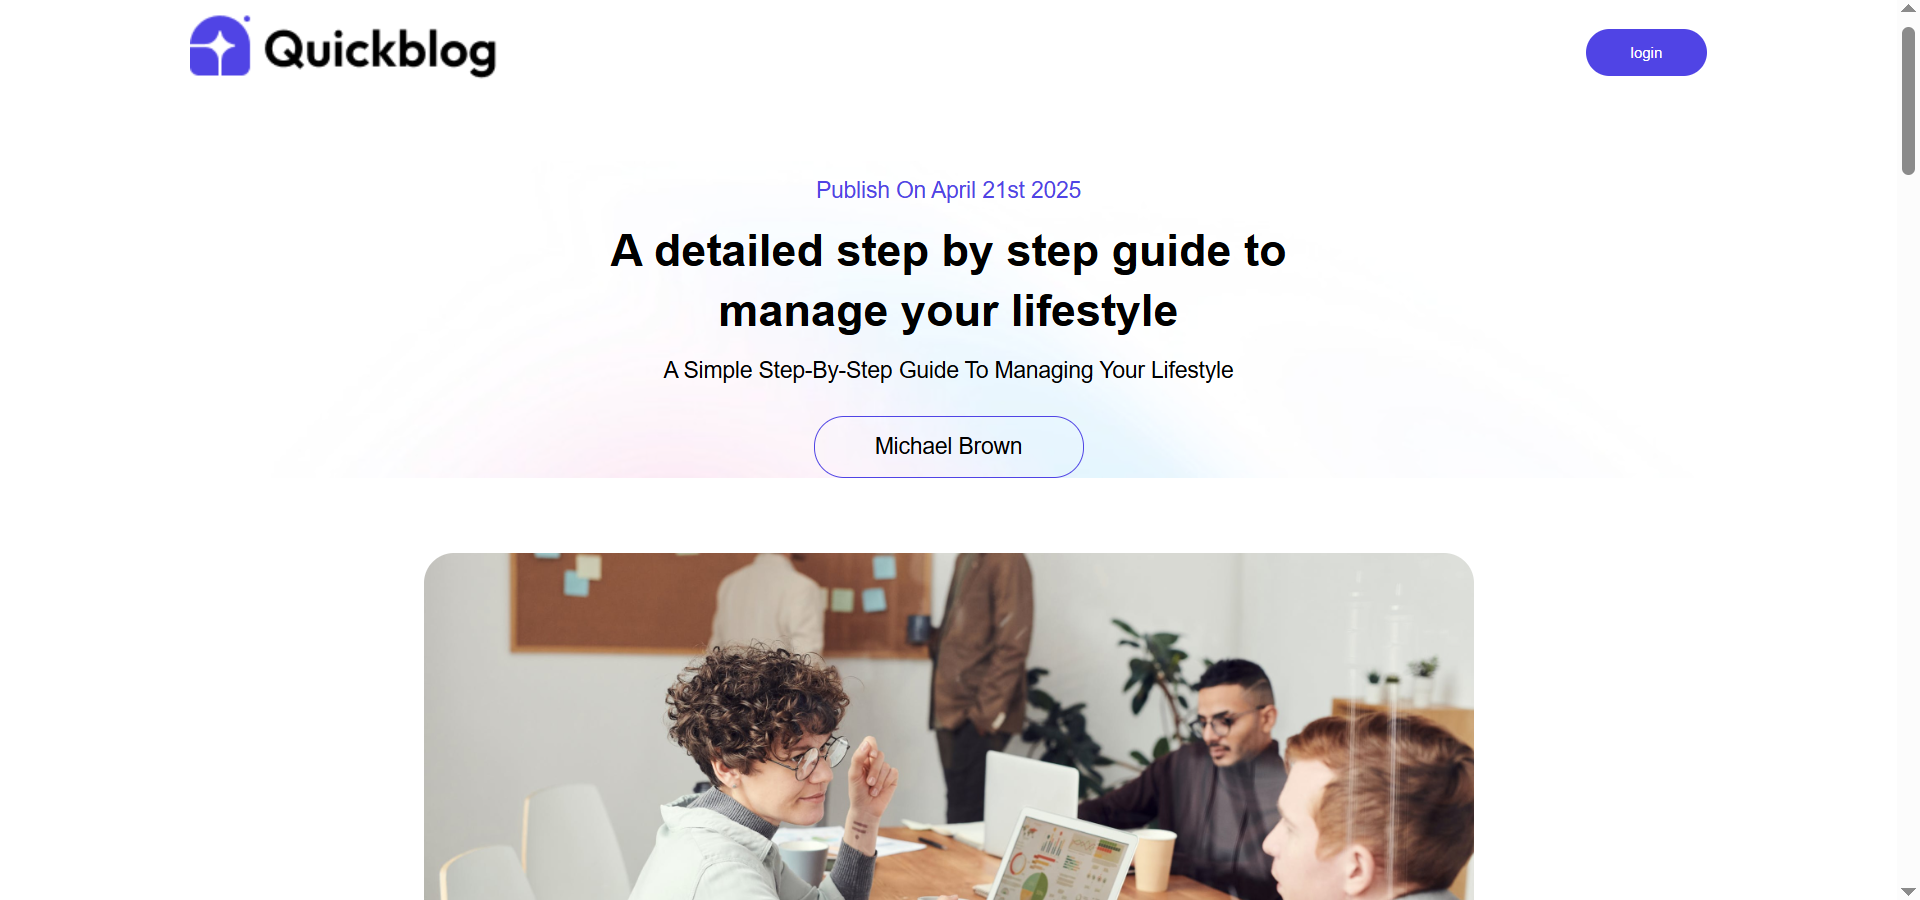 Quickblog
login
Publish On April 21st 2025
A detailed step by step guide to
manage your lifestyle
A Simple Step-By-Step Guide To Managing Your Lifestyle
Michael Brown